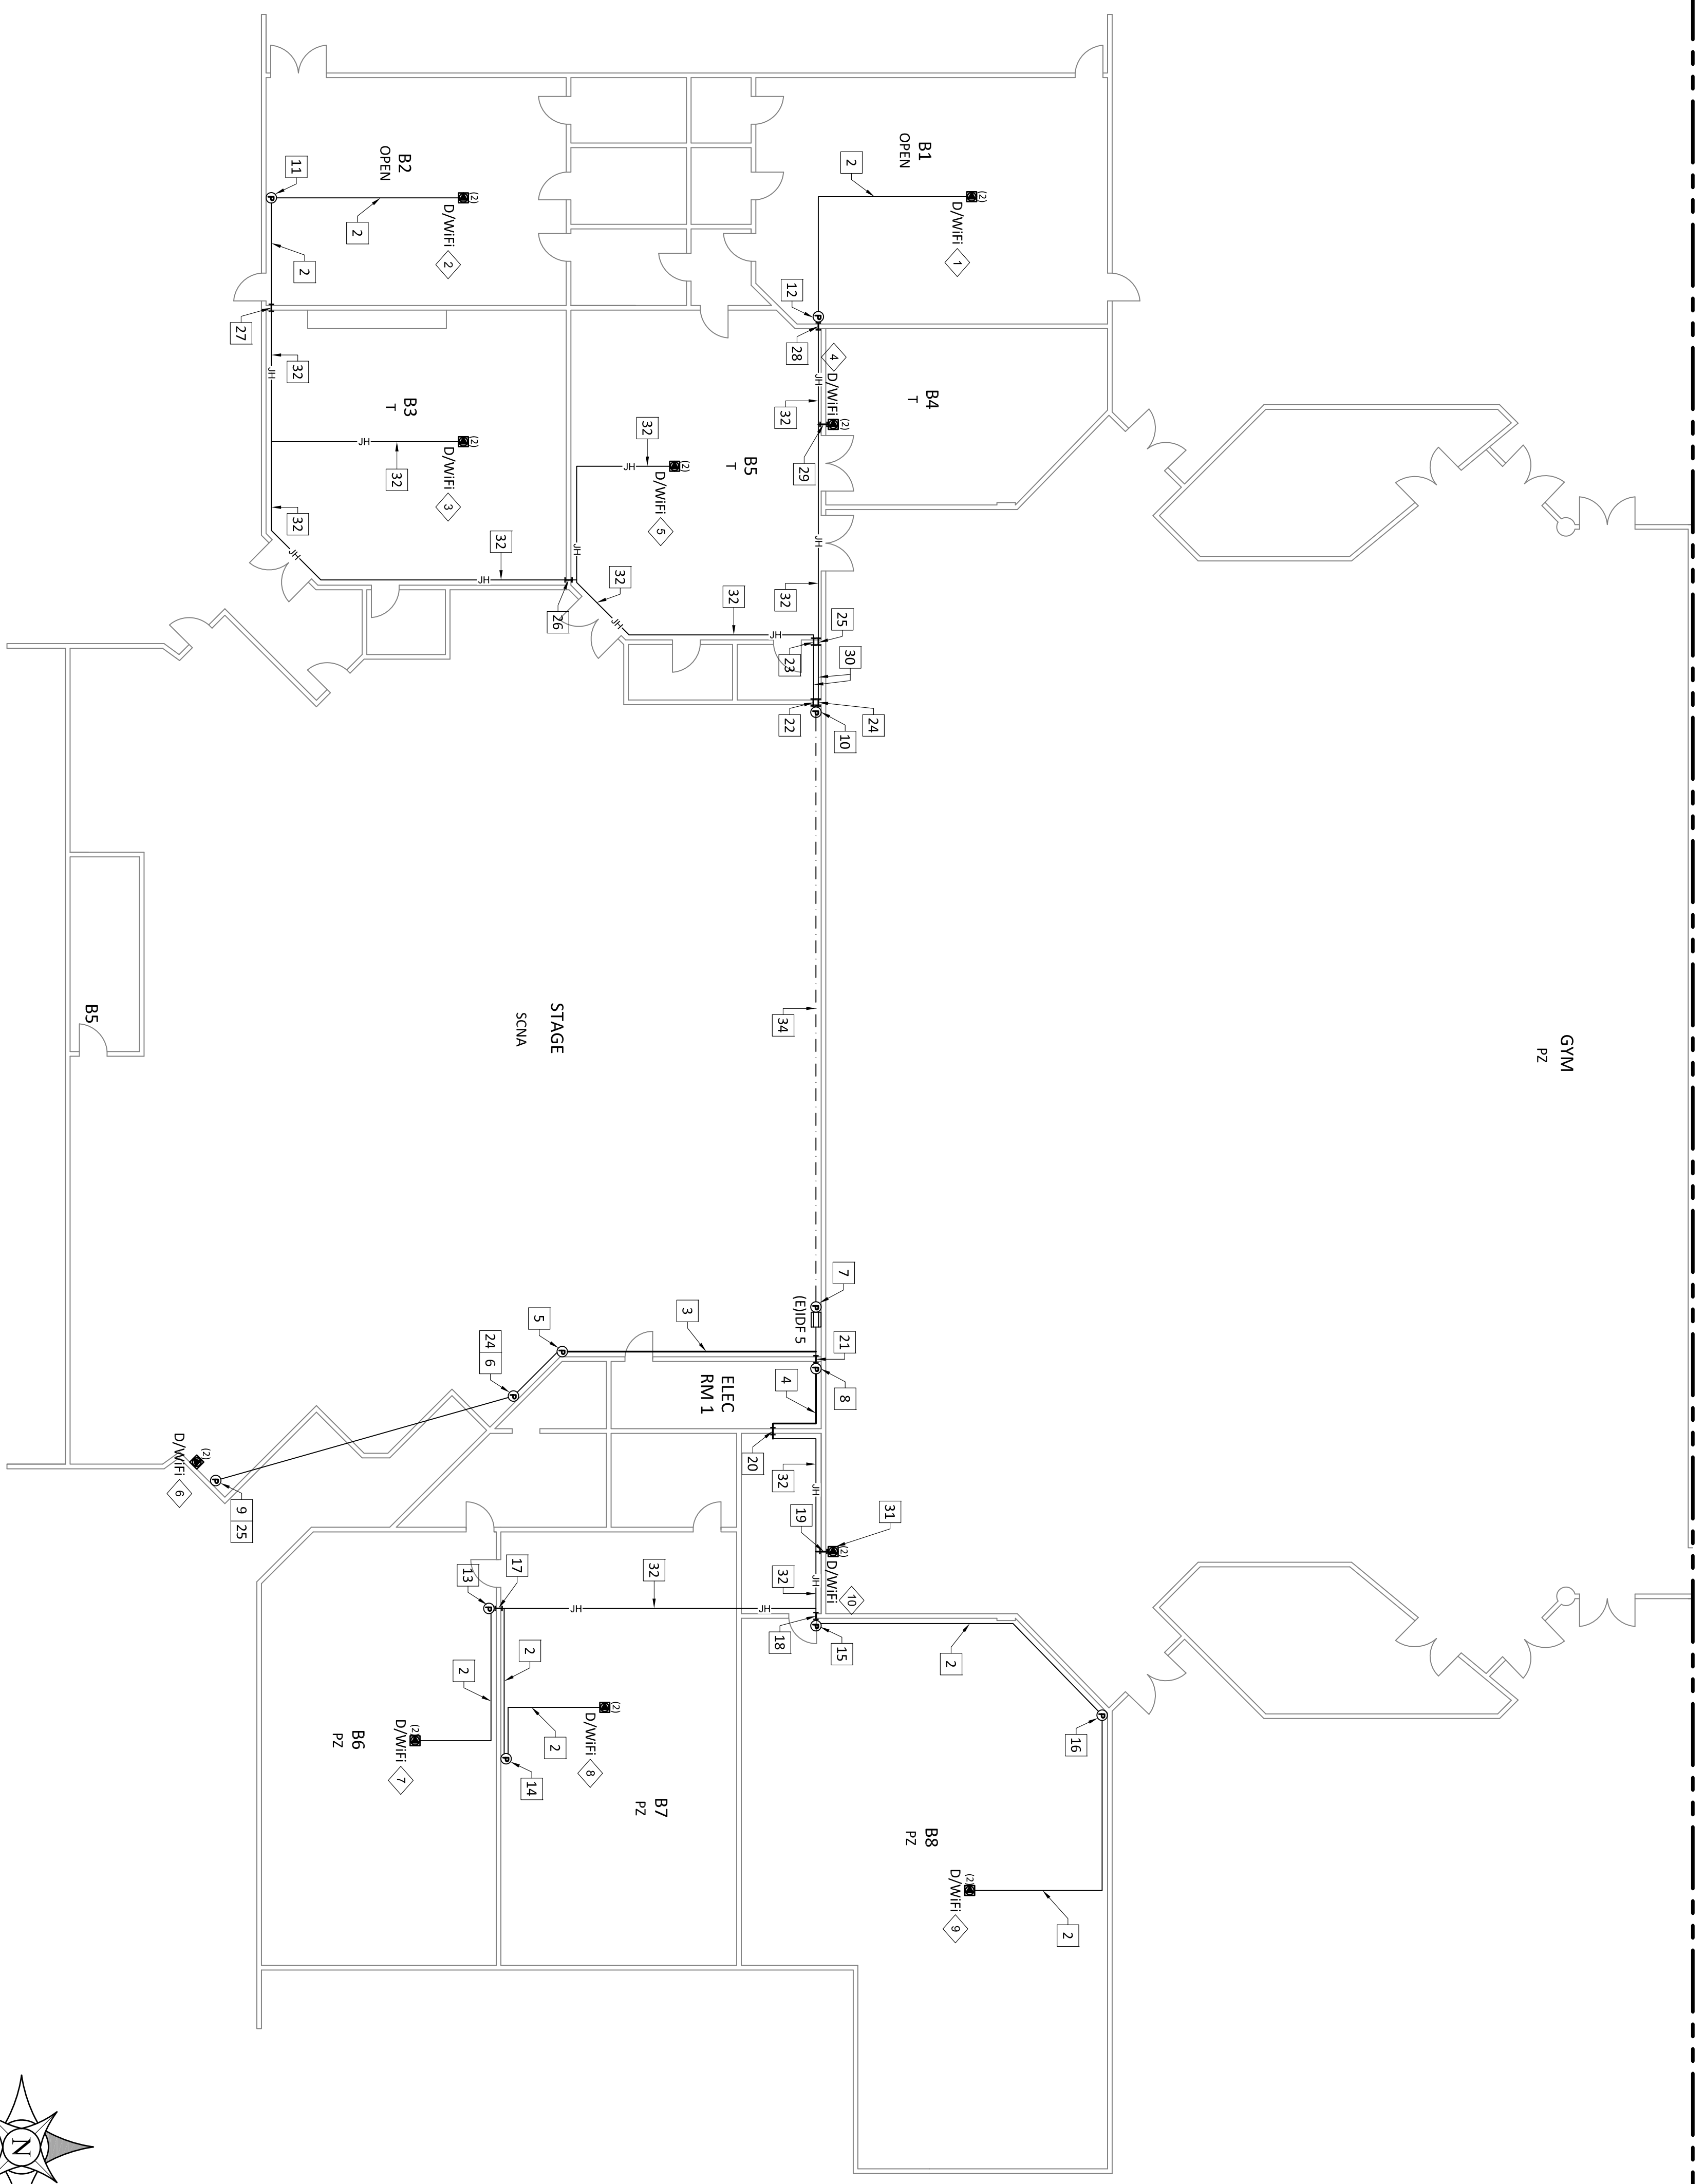 GYM
PZ
B1
OPEN
2
(2)
D/WiFi 1
12
28
B4
T
4 D/WiFi
(2)
JH
32
29
B2
OPEN
11
2
2
(2)
D/WiFi 2
27
B3
T
32
JH
JH
32
(2)
D/WiFi 3
32
JH
32
JH
26
B5
T
32
JH
(2)
D/WiFi 5
JH
32
JH
32
JH
JH
32
25
23
30
24
22
10
34
STAGE
SCNA
B5
7
(E)IDF 5
21
8
3
4
ELEC
RM 1
5
24
6
9
25
(2)
D/WiFi 6
20
32
JH
19
31
(2)
D/WiFi 10
JH
32
18
15
2
16
2
B8
PZ
(2)
D/WiFi 9
32
JH
JH
17
13
2
2
2
14
(2)
D/WiFi 8
B7
PZ
B6
PZ
(2)
D/WiFi 7
N